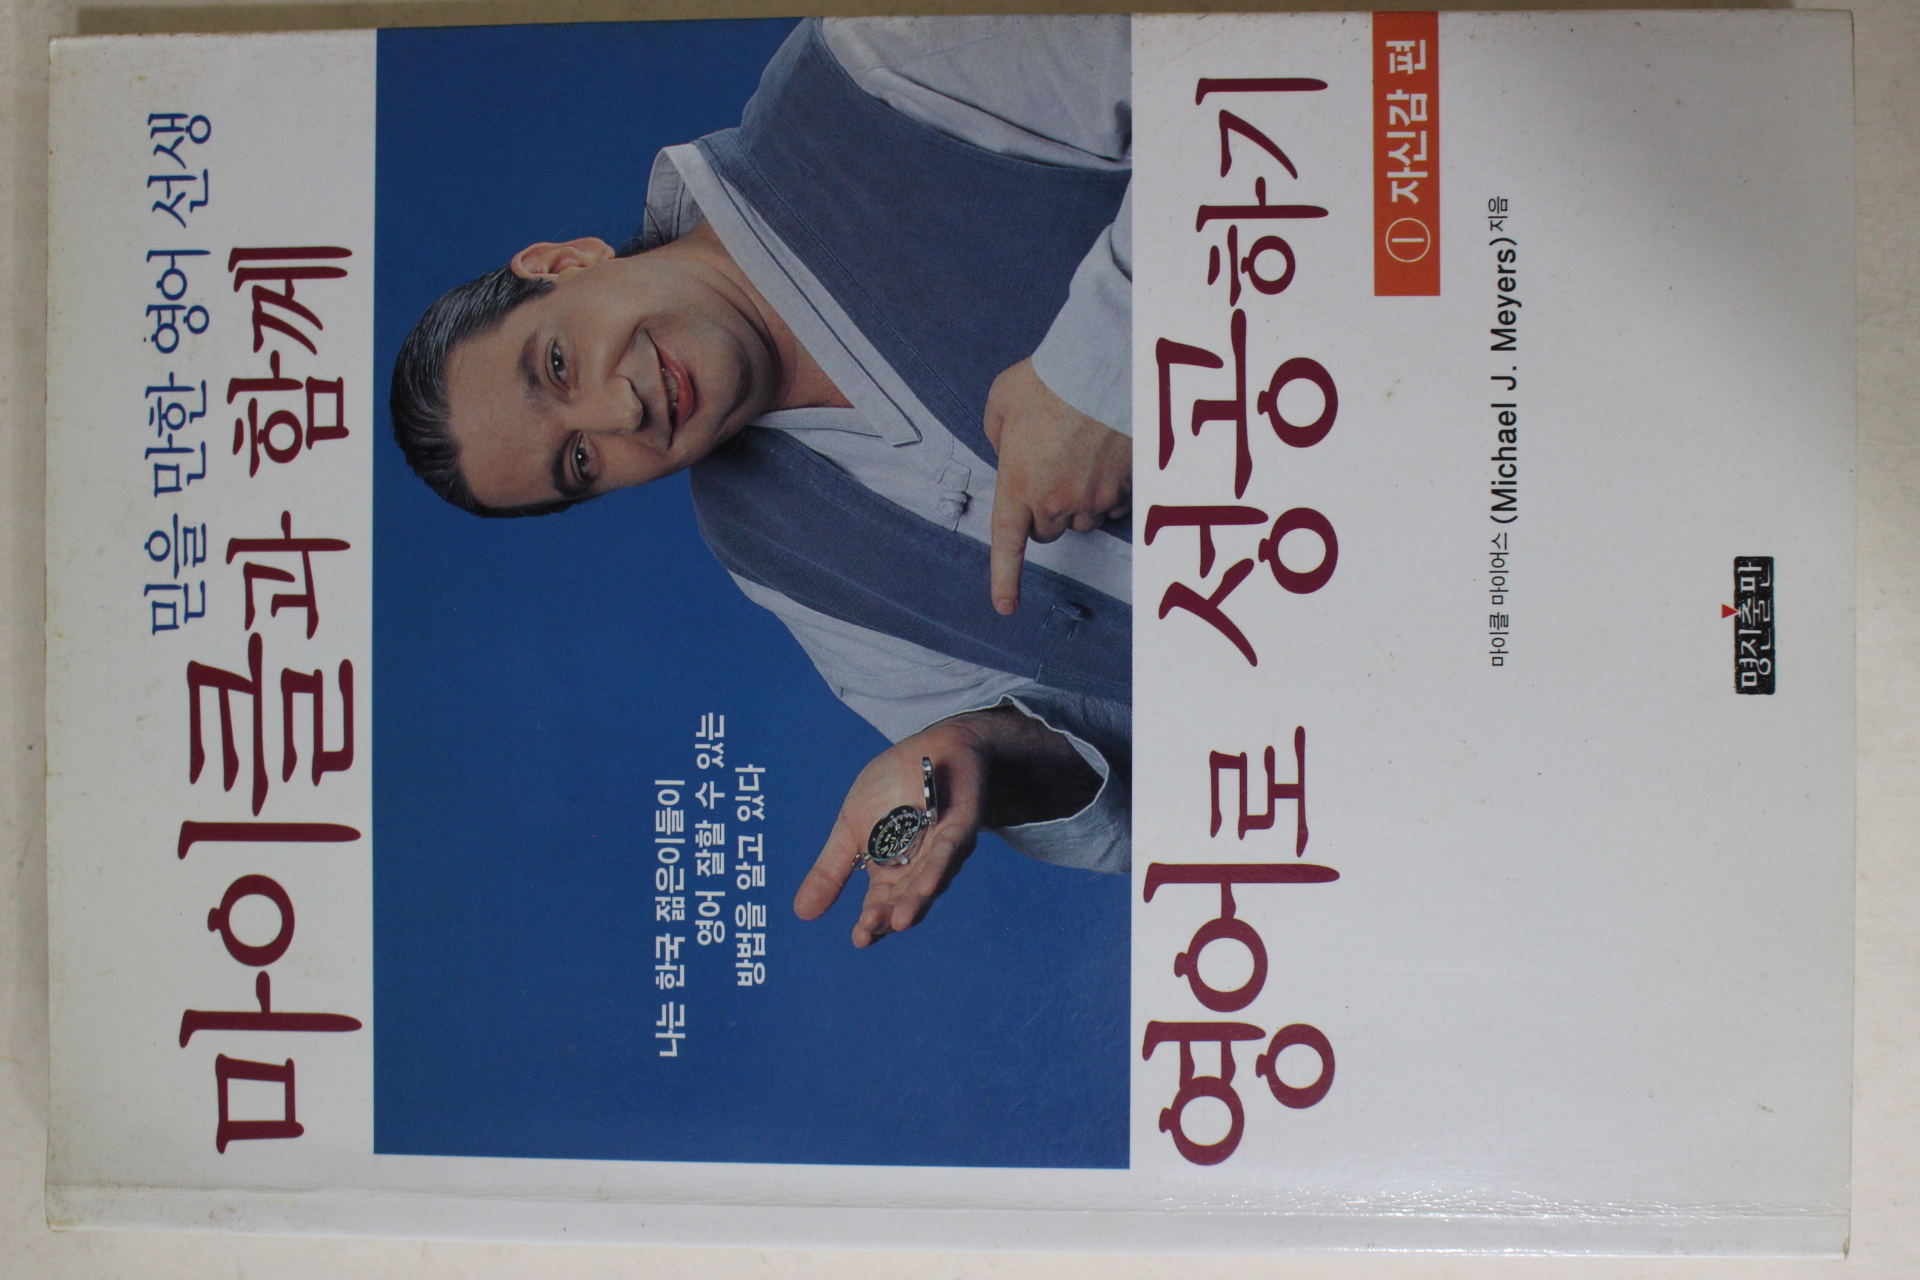 믿을 만한 영어 선생
마이클과 함께
나는 한국 젊은이들이
영어 잘할 수 있는
방법을 알고 있다
영어로 성공하기
① 자신감 편
마이클 마이어스 (Michael J. Meyers) 지음
명진출판